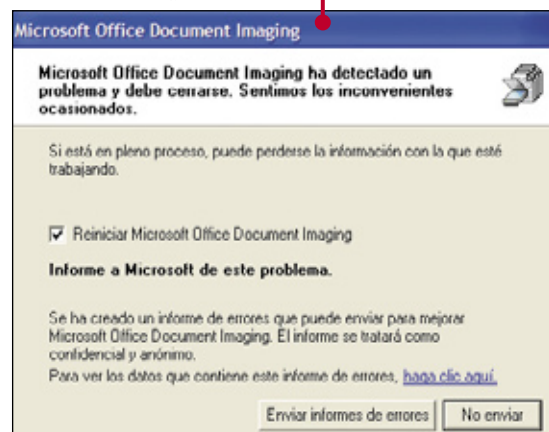 Microsoft Office Document Imaging
Microsoft Office Document Imaging ha detectado un
problema y debe cerrarse. Sentimos los inconvenientes
ocasionados.
Si está en pleno proceso, puede perderse la información con la que esté
trabajando.
Reiniciar Microsoft Office Document Imaging
Informe a Microsoft de este problema.
Se ha creado un informe de errores que puede enviar para mejorar
Microsoft Office Document Imaging. El informe se tratará como
confidencial y anónimo.
Para ver los datos que contiene este informe de errores, haga clic aquí.
Enviar informes de errores No enviar